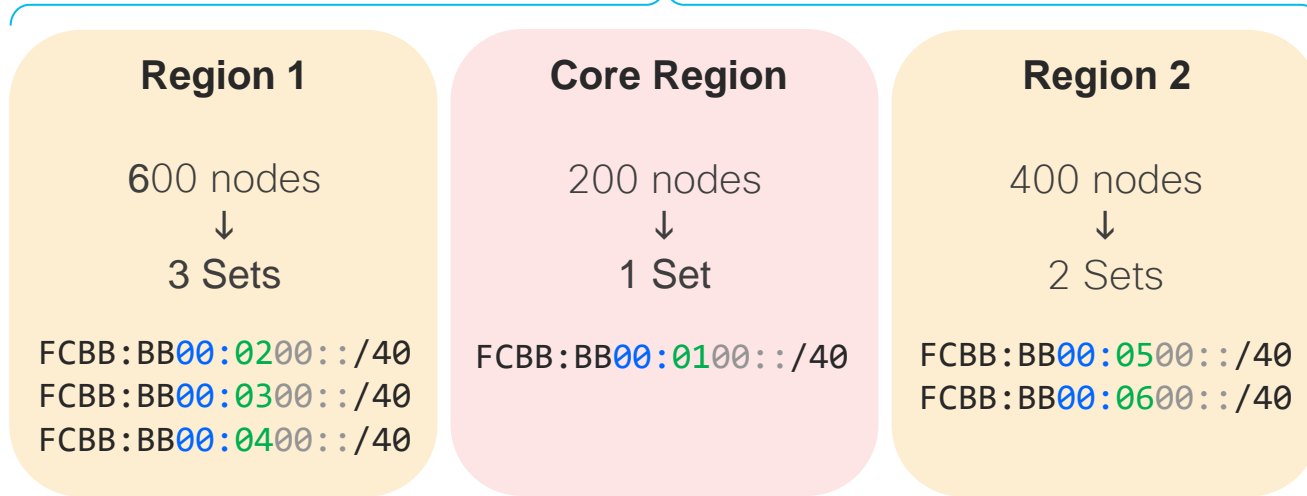 Region 1
600 nodes
↓
3 Sets
FCBB:BB00:0200::/40
FCBB:BB00:0300::/40
FCBB:BB00:0400::/40
Core Region
200 nodes
↓
1 Set
FCBB:BB00:0100::/40
Region 2
400 nodes
↓
2 Sets
FCBB:BB00:0500::/40
FCBB:BB00:0600::/40